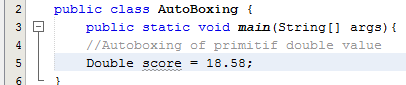 2 public class AutoBoxing {
3 public static void main(String[] args){
4 //Autoboxing of primitif double value
5 Double score = 18.58;
6 }